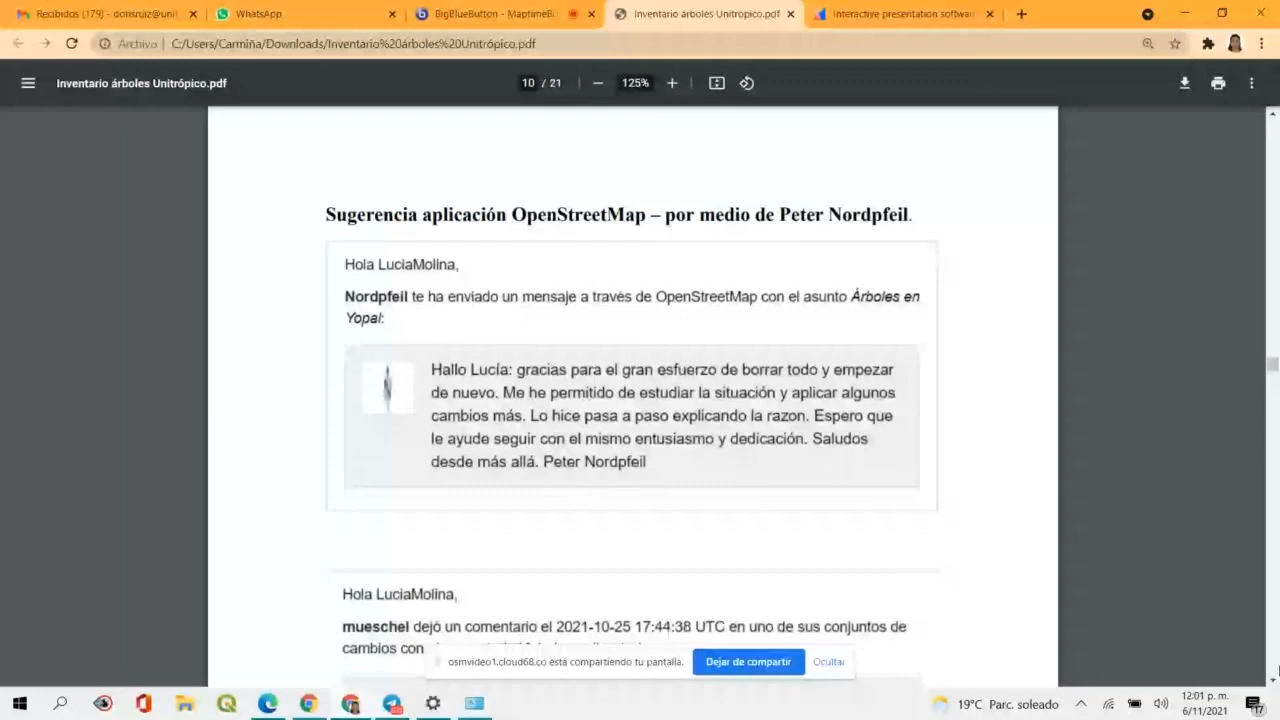 Recibidos (179) - dorisruiz@unit
WhatsApp
BigBlueButton - MaptimeB
Inventario árboles Unitrópico.pdf
Interactive presentation softwar
Archivo
C:/Users/Carmiña/Downloads/Inventario%20árboles%20Unitrópico.pdf
Inventario árboles Unitrópico.pdf
10 / 21
125%
Sugerencia aplicación OpenStreetMap – por medio de Peter Nordpfeil.
Hola LuciaMolina,
Nordpfeil te ha enviado un mensaje a través de OpenStreetMap con el asunto Árboles en
Yopal:
Hallo Lucía: gracias para el gran esfuerzo de borrar todo y empezar
de nuevo. Me he permitido de estudiar la situación y aplicar algunos
cambios más. Lo hice pasa a paso explicando la razon. Espero que
le ayude seguir con el mismo entusiasmo y dedicación. Saludos
desde más allá. Peter Nordpfeil
Hola LuciaMolina,
mueschel dejó un comentario el 2021-10-25 17:44:38 UTC en uno de sus conjuntos de
cambios con
osmvideo1.cloud68.co está compartiendo tu pantalla.
Dejar de compartir
Ocultar
19°C Parc. soleado
12:01 p. m.
6/11/2021
17